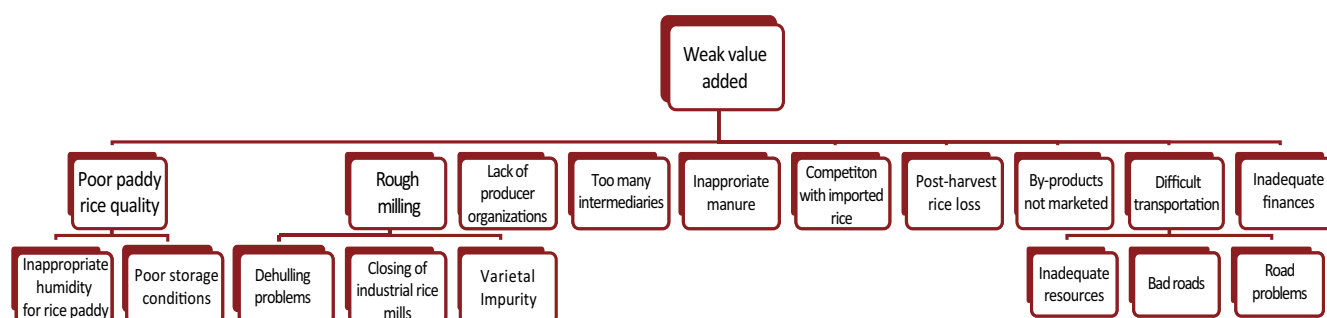 Weak value
added
Poor paddy
rice quality
Rough
milling
Lack of
producer
organizations
Too many
intermediaries
Inapproriate
manure
Competiton
with imported
rice
Post-harvest
rice loss
By-products
not marketed
Difficult
transportation
Inadequate
finances
Inappropriate
humidity
for rice paddy
Poor storage
conditions
Dehulling
problems
Closing of
industrial rice
mills
Varietal
Impurity
Inadequate
resources
Bad roads
Road
problems